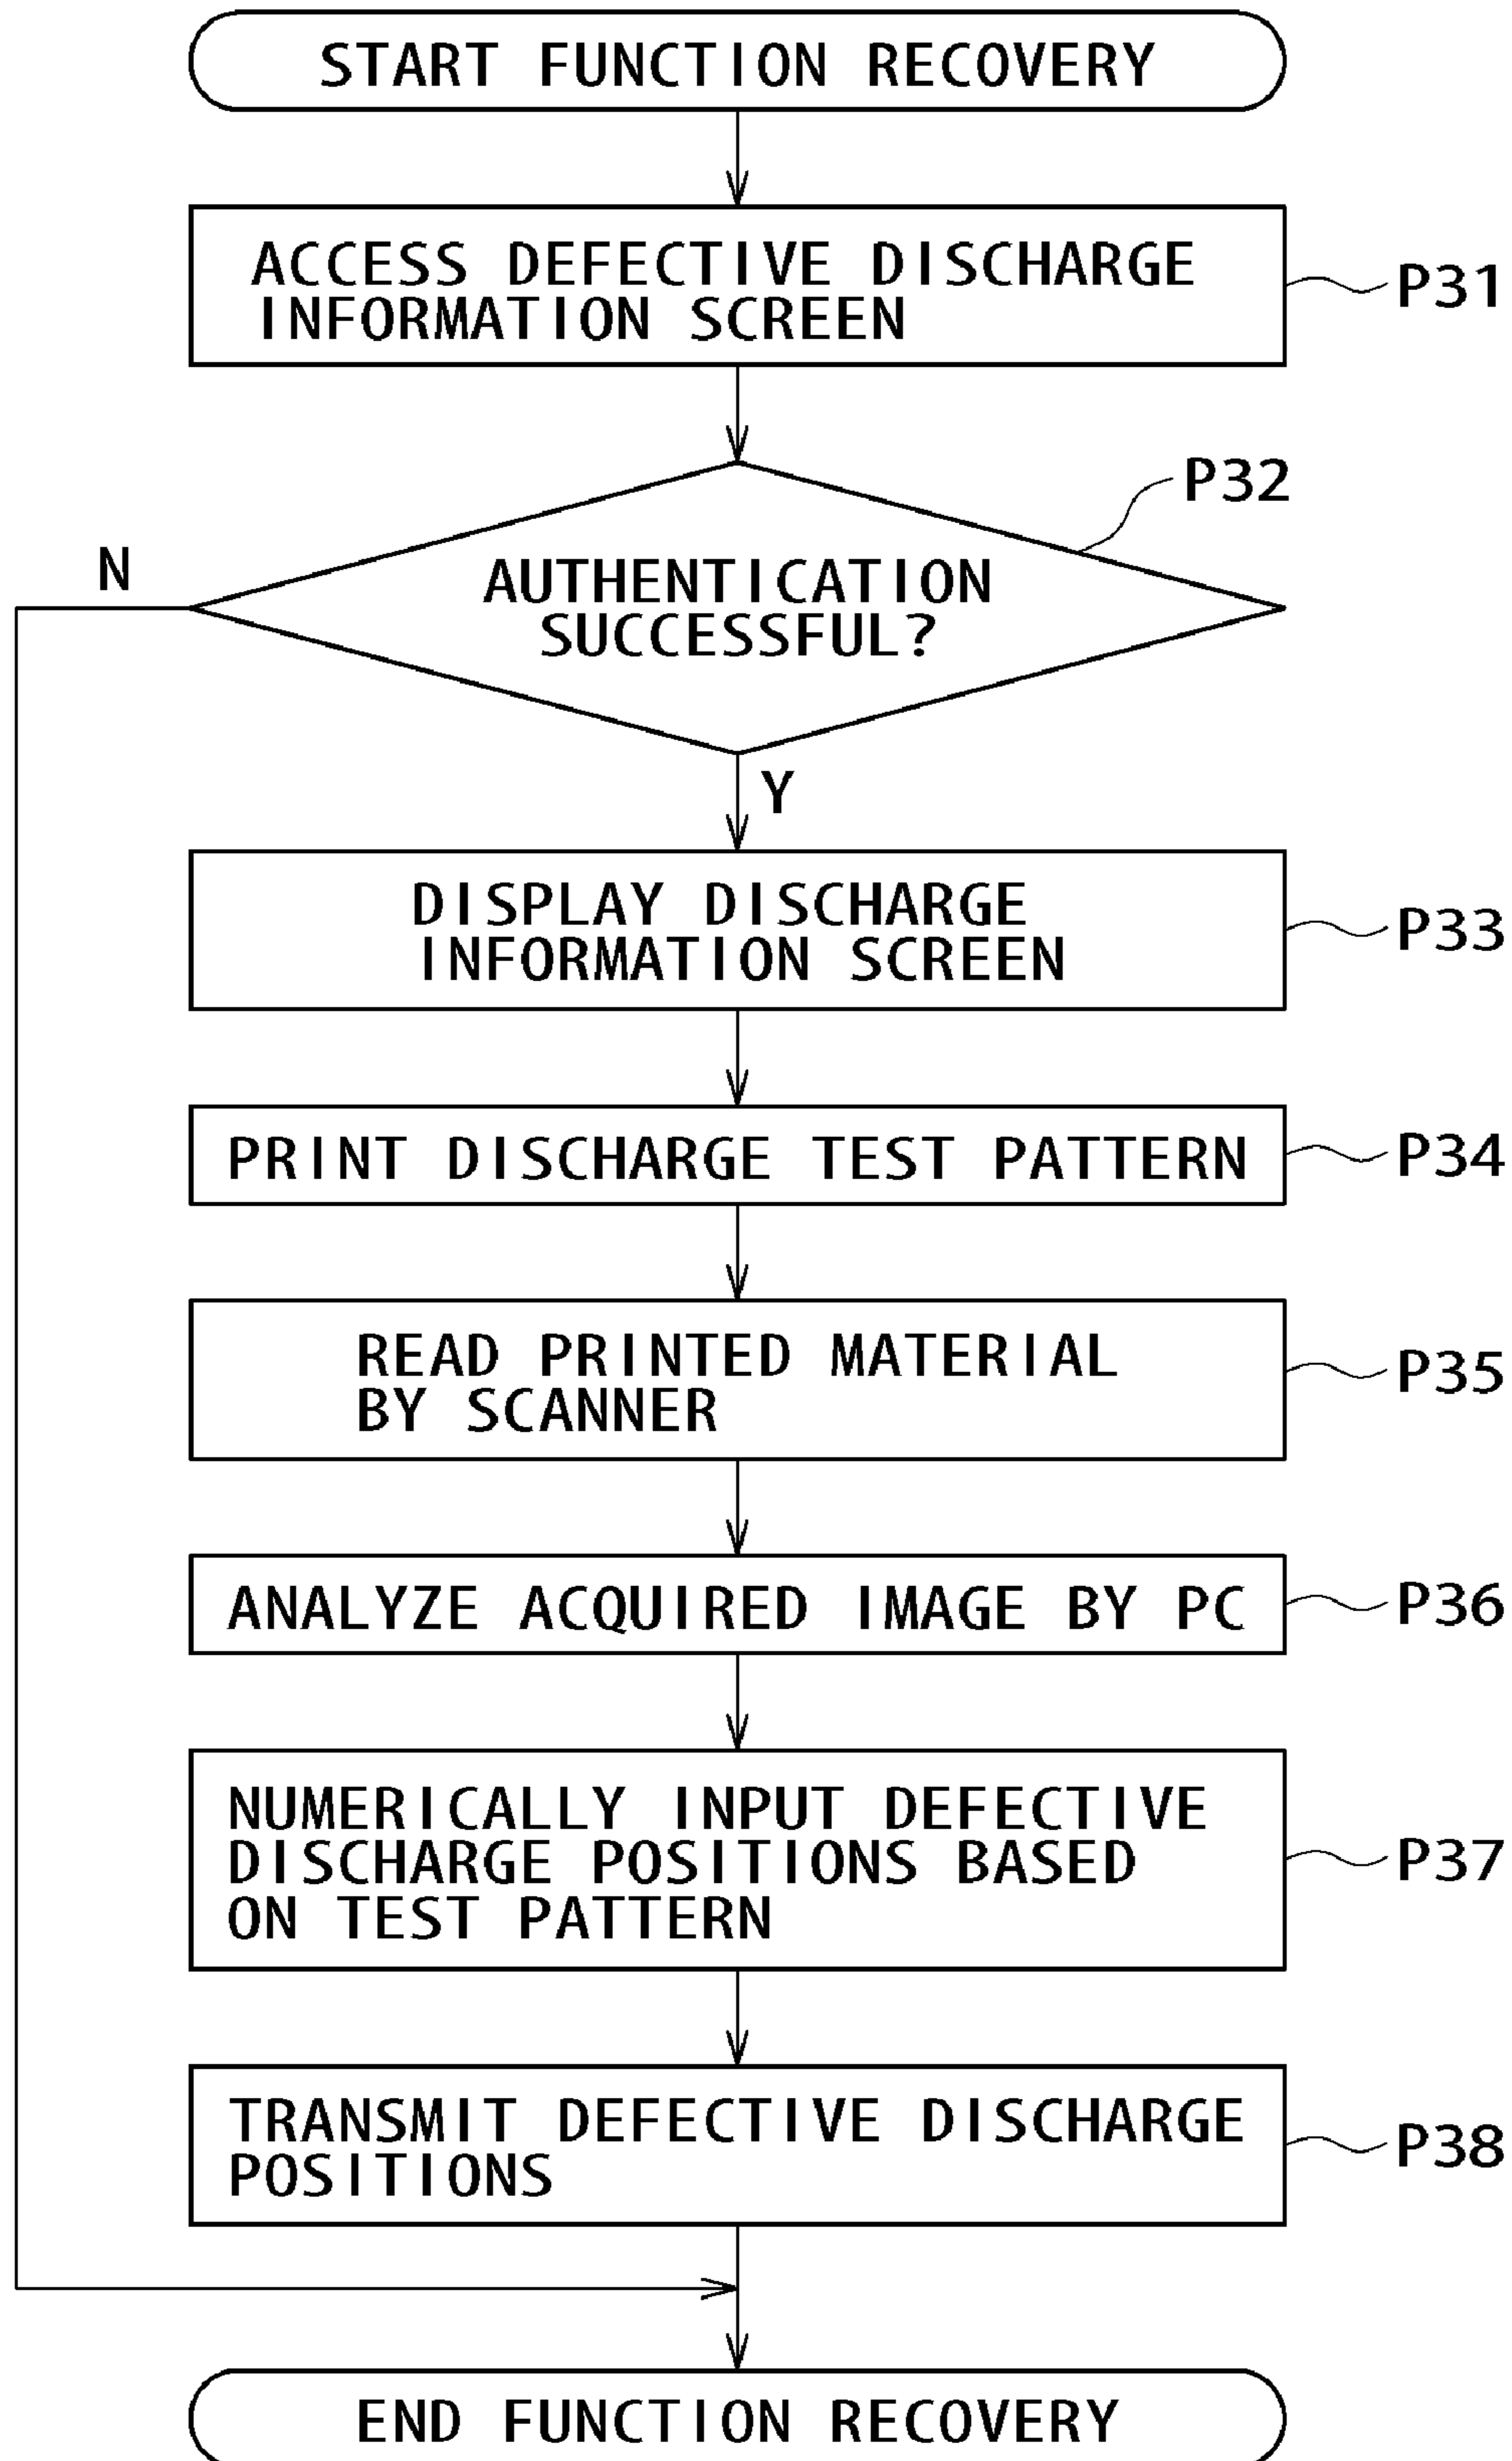 START FUNCTION RECOVERY
ACCESS DEFECTIVE DISCHARGE
INFORMATION SCREEN
P31
P32
N
AUTHENTICATION
SUCCESSFUL?
Y
DISPLAY DISCHARGE
INFORMATION SCREEN
P33
PRINT DISCHARGE TEST PATTERN
P34
READ PRINTED MATERIAL
BY SCANNER
P35
ANALYZE ACQUIRED IMAGE BY PC
P36
NUMERICALLY INPUT DEFECTIVE
DISCHARGE POSITIONS BASED
ON TEST PATTERN
P37
TRANSMIT DEFECTIVE DISCHARGE
POSITIONS
P38
END FUNCTION RECOVERY